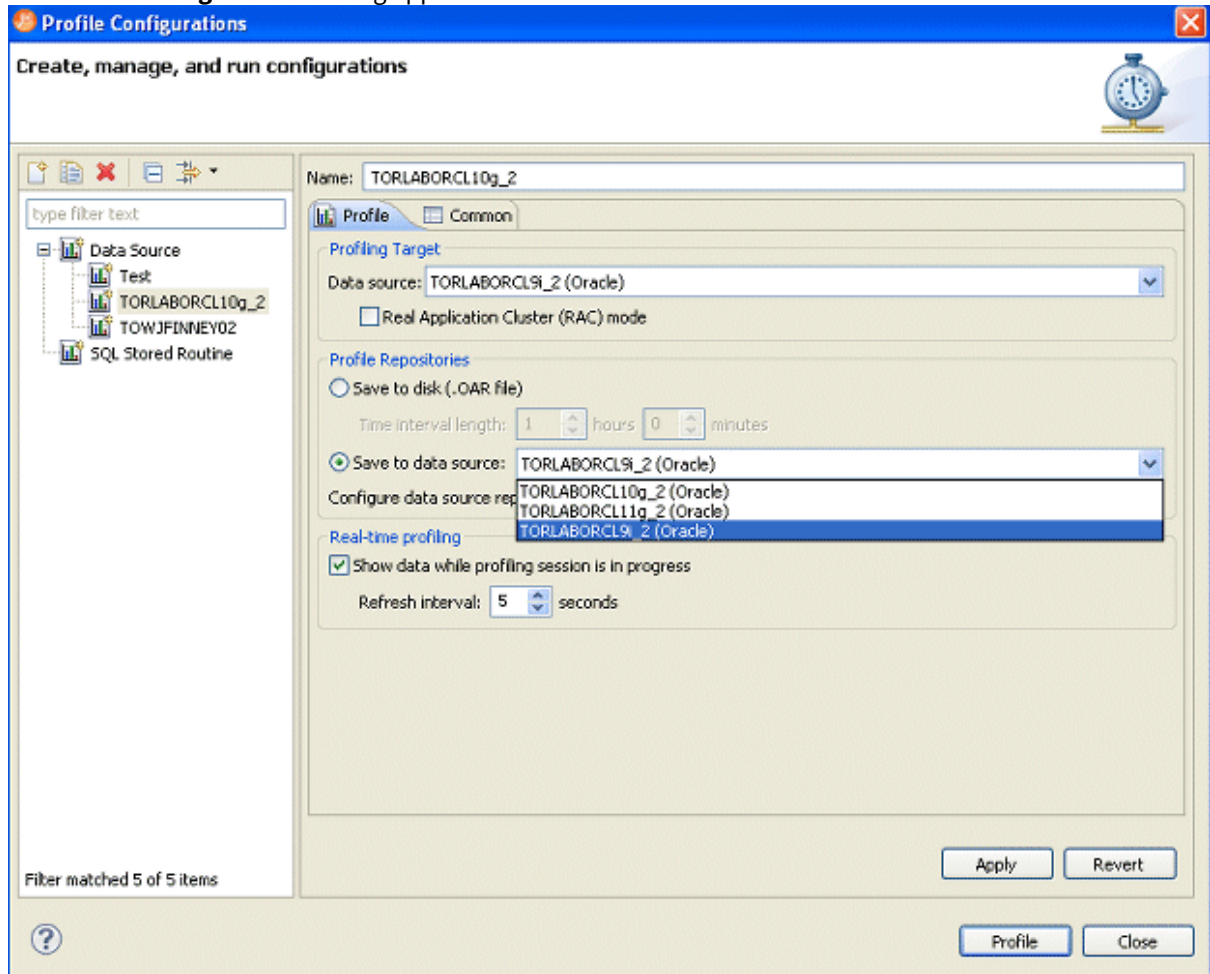 Profile Configurations
Create, manage, and run configurations
type filter text
Data Source
Test
TORLABORCL10g_2
TOWJFINNEY02
SQL Stored Routine
Filter matched 5 of 5 items
Name: TORLABORCL10g_2
Profile Common
Profiling Target
Data source: TORLABORCL9i_2 (Oracle)
Real Application Cluster (RAC) mode
Profile Repositories
Save to disk (.OAR file)
Time interval length: 1 hours 0 minutes
Save to data source: TORLABORCL9i_2 (Oracle)
TORLABORCL10g_2 (Oracle)
Configure data source rep
TORLABORCL11g_2 (Oracle)
TORLABORCL9i_2 (Oracle)
Real-time profiling
Show data while profiling session is in progress
Refresh interval: 5 seconds
Apply Revert
? Profile Close